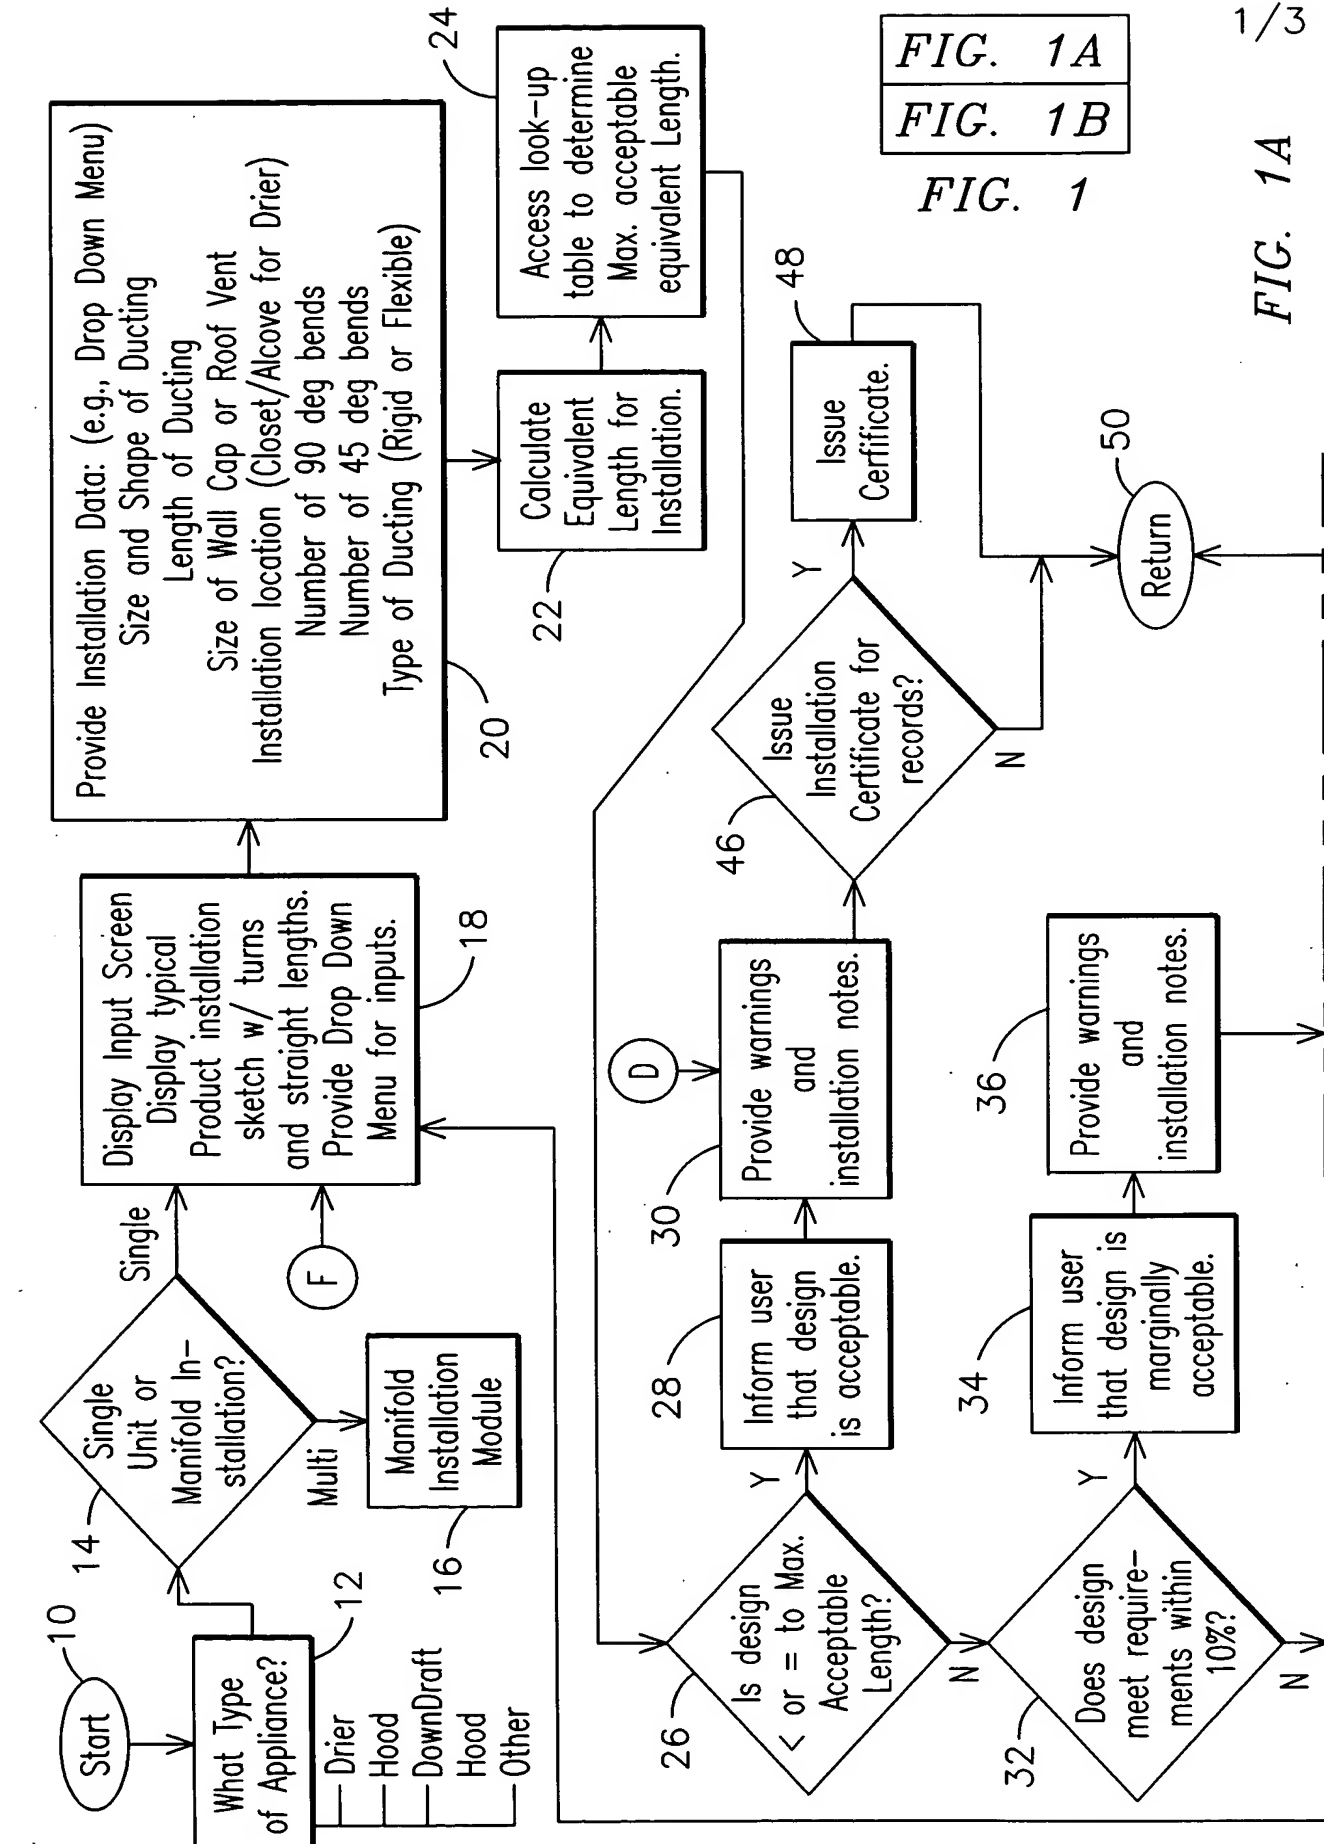 1/3
10
Start
What Type
of Appliance?
12
Drier
Hood
DownDraft
Hood
Other
14
Single
Unit or
Manifold In-
stallation?
Single
Multi
Manifold
Installation
Module
16
F
Display Input Screen
Display typical
Product installation
sketch w/ turns
and straight lengths.
Provide Drop Down
Menu for inputs.
18
Provide Installation Data: (e.g., Drop Down Menu)
Size and Shape of Ducting
Length of Ducting
Size of Wall Cap or Roof Vent
Installation location (Closet/Alcove for Drier)
Number of 90 deg bends
Number of 45 deg bends
Type of Ducting (Rigid or Flexible)
20
Calculate
Equivalent
Length for
Installation.
22
Access look-up
table to determine
Max. acceptable
equivalent Length.
24
26
Is design
< or = to Max.
Acceptable
Length?
Y
N
28
Inform user
that design
is acceptable.
D
30
Provide warnings
and
installation notes.
46
Issue
Installation
Certificate for
records?
Y
N
48
Issue
Cerfificate.
50
Return
32
Does design
meet require-
ments within
10%?
Y
N
34
Inform user
that design is
marginally
acceptable.
36
Provide warnings
and
installation notes.
FIG. 1A
FIG. 1B
FIG. 1
FIG. 1A